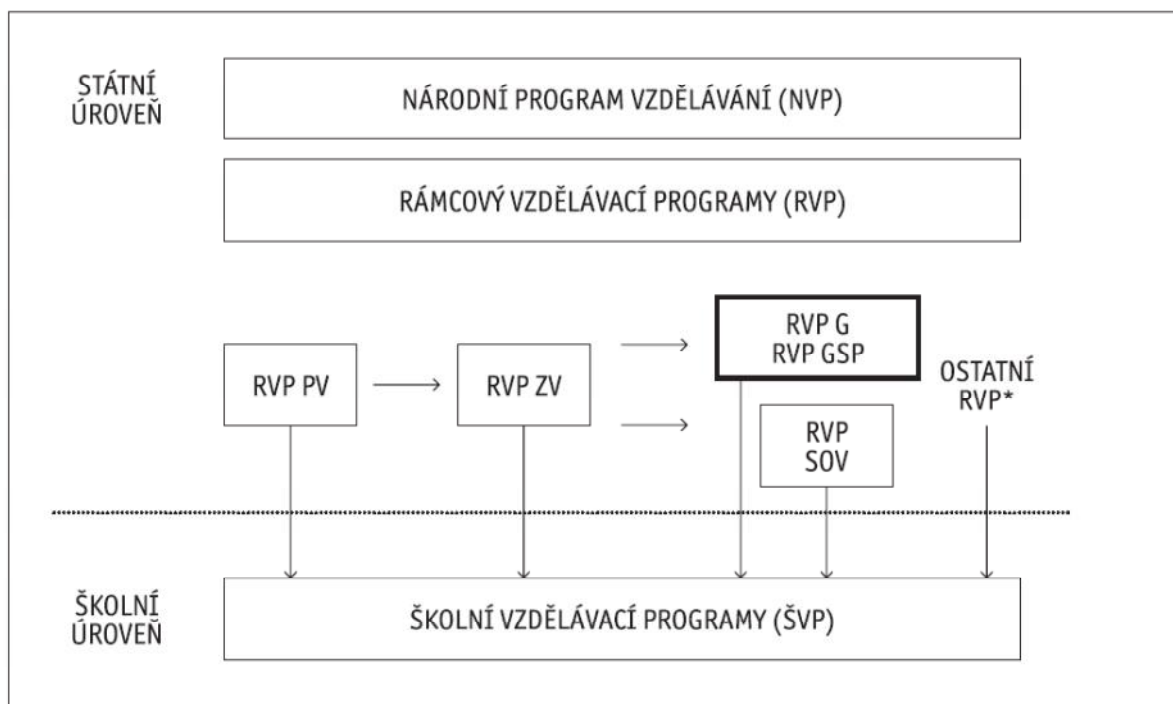 STÁTNÍ
ÚROVEŇ
NÁRODNÍ PROGRAM VZDĚLÁVÁNÍ (NVP)
RÁMCOVÝ VZDĚLÁVACÍ PROGRAMY (RVP)
RVP PV
RVP ZV
RVP G
RVP GSP
RVP
SOV
OSTATNÍ
RVP*
ŠKOLNÍ
ÚROVEŇ
ŠKOLNÍ VZDĚLÁVACÍ PROGRAMY (ŠVP)